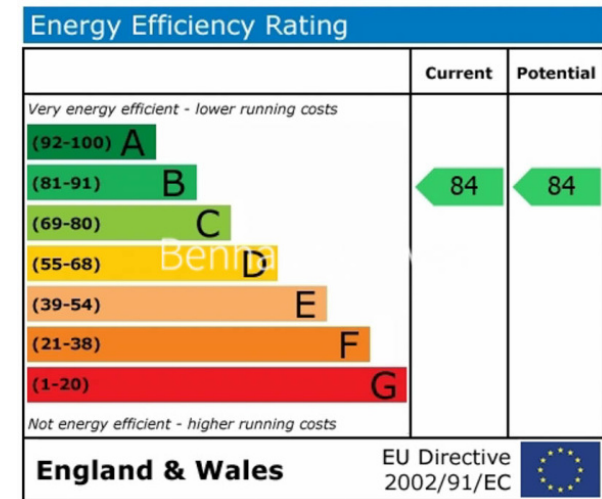 Energy Efficiency Rating
Current Potential
Very energy efficient - lower running costs
(92-100) A
(81-91) B 84 84
(69-80) C
(55-68) D
(39-54) E
(21-38) F
(1-20) G
Not energy efficient - higher running costs
England & Wales EU Directive
2002/91/EC